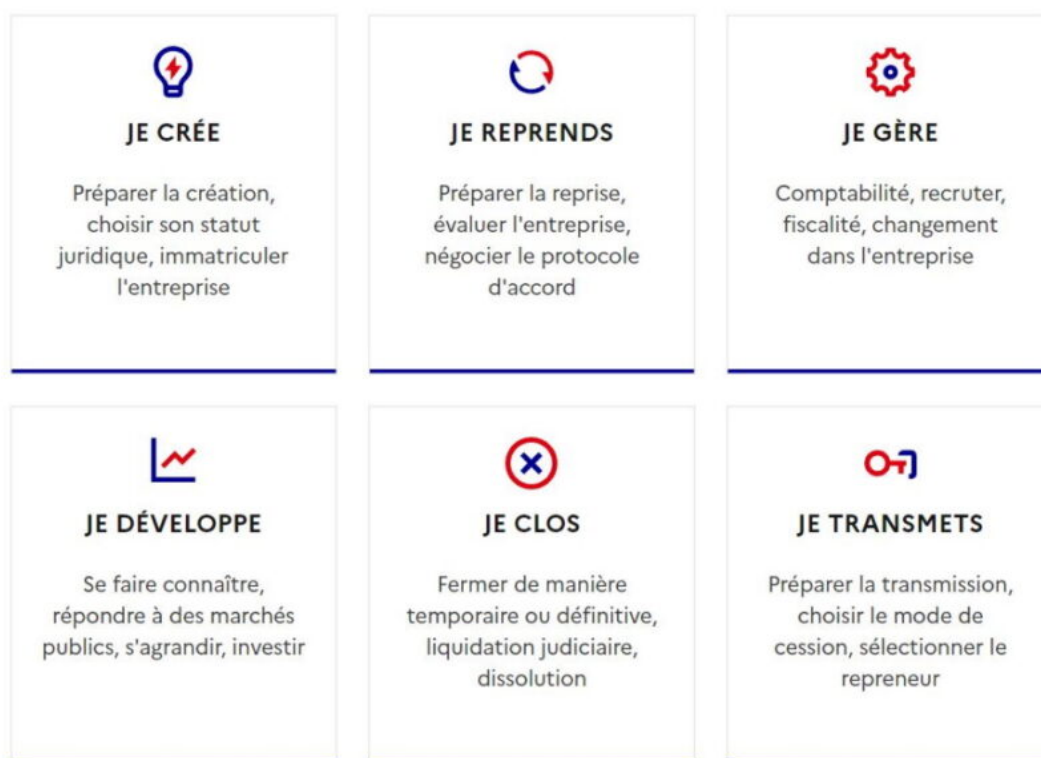 JE CRÉE
Préparer la création,
choisir son statut
juridique, immatriculer
l'entreprise
JE REPRENDS
Préparer la reprise,
évaluer l'entreprise,
négocier le protocole
d'accord
JE GÈRE
Comptabilité, recruter,
fiscalité, changement
dans l'entreprise
JE DÉVELOPPE
Se faire connaître,
répondre à des marchés
publics, s'agrandir, investir
JE CLOS
Fermer de manière
temporaire ou définitive,
liquidation judiciaire,
dissolution
JE TRANSMETS
Préparer la transmission,
choisir le mode de
cession, sélectionner le
repreneur